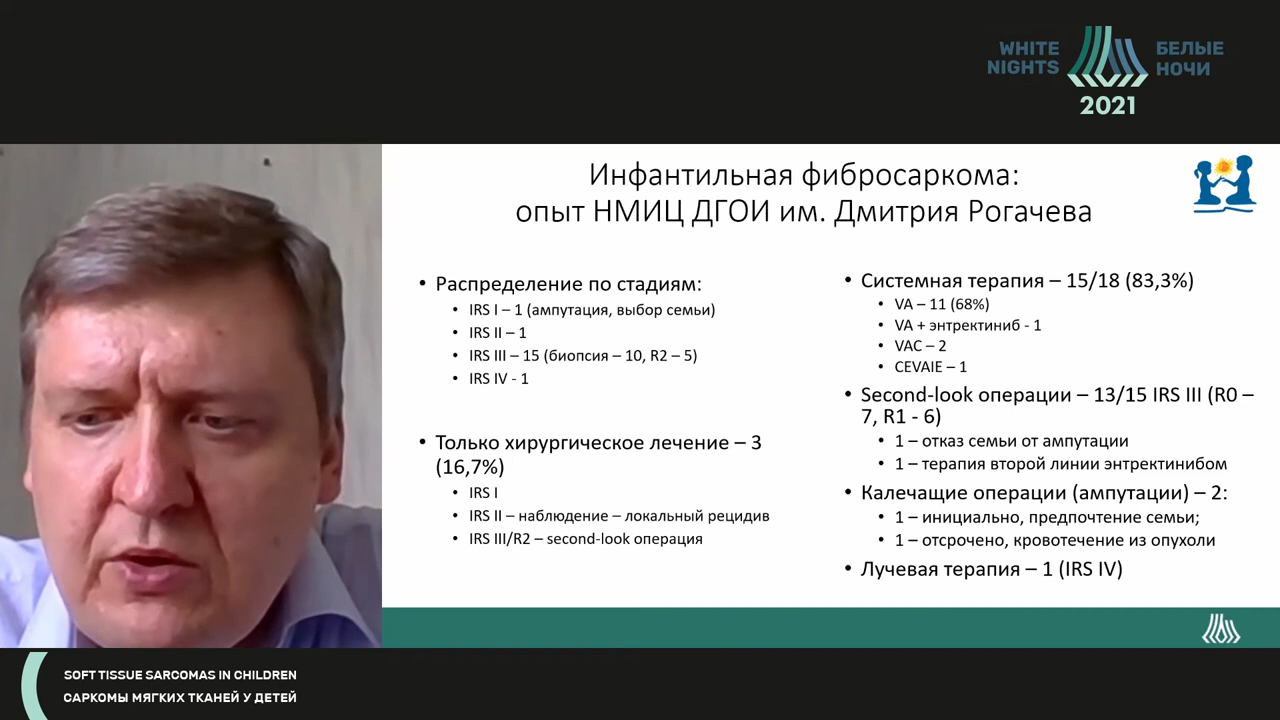 WHITE
NIGHTS
БЕЛЫЕ
НОЧИ
2021
Инфантильная фибросаркома:
опыт НМИЦ ДГОИ им. Дмитрия Рогачева
• Распределение по стадиям:
• IRS I – 1 (ампутация, выбор семьи)
• IRS II – 1
• IRS III – 15 (биопсия – 10, R2 – 5)
• IRS IV - 1
• Только хирургическое лечение – 3
(16,7%)
• IRS I
• IRS II – наблюдение – локальный рецидив
• IRS III/R2 – second-look операция
• Системная терапия – 15/18 (83,3%)
• VA – 11 (68%)
• VA + энтректиниб - 1
• VAC – 2
• CEVAIE – 1
• Second-look операции – 13/15 IRS III (R0 –
7, R1 - 6)
• 1 – отказ семьи от ампутации
• 1 – терапия второй линии энтректинибом
• Калечащие операции (ампутации) – 2:
• 1 – инициально, предпочтение семьи;
• 1 – отсрочено, кровотечение из опухоли
• Лучевая терапия – 1 (IRS IV)
SOFT TISSUE SARCOMAS IN CHILDREN
САРКОМЫ МЯГКИХ ТКАНЕЙ У ДЕТЕЙ